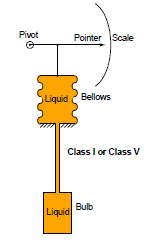 Pivot
Pointer
Scale
Liquid
Bellows
Class I or Class V
Liquid
Bulb